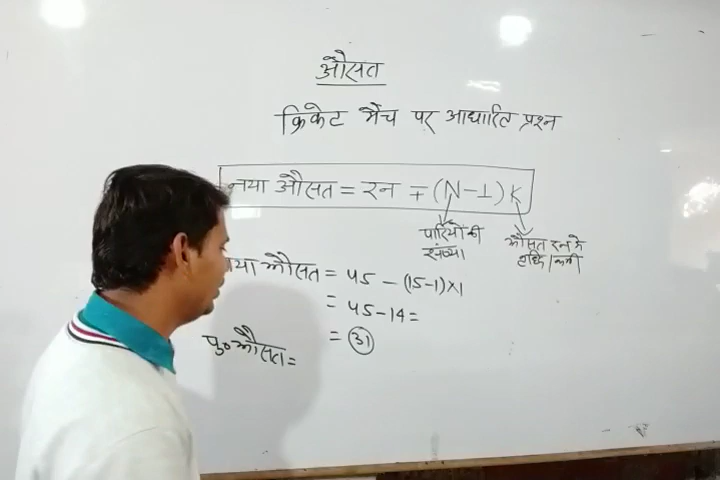 औसत
क्रिकेट मैच पर आधारित प्रश्न
नया औसत = रन ∓ (N-1) K
पारियों की
संख्या
औसत रन मे
वृद्धि/कमी
नया औसत = 45 - (15-1)×1
= 45-14=
= 31
पु० औसत=